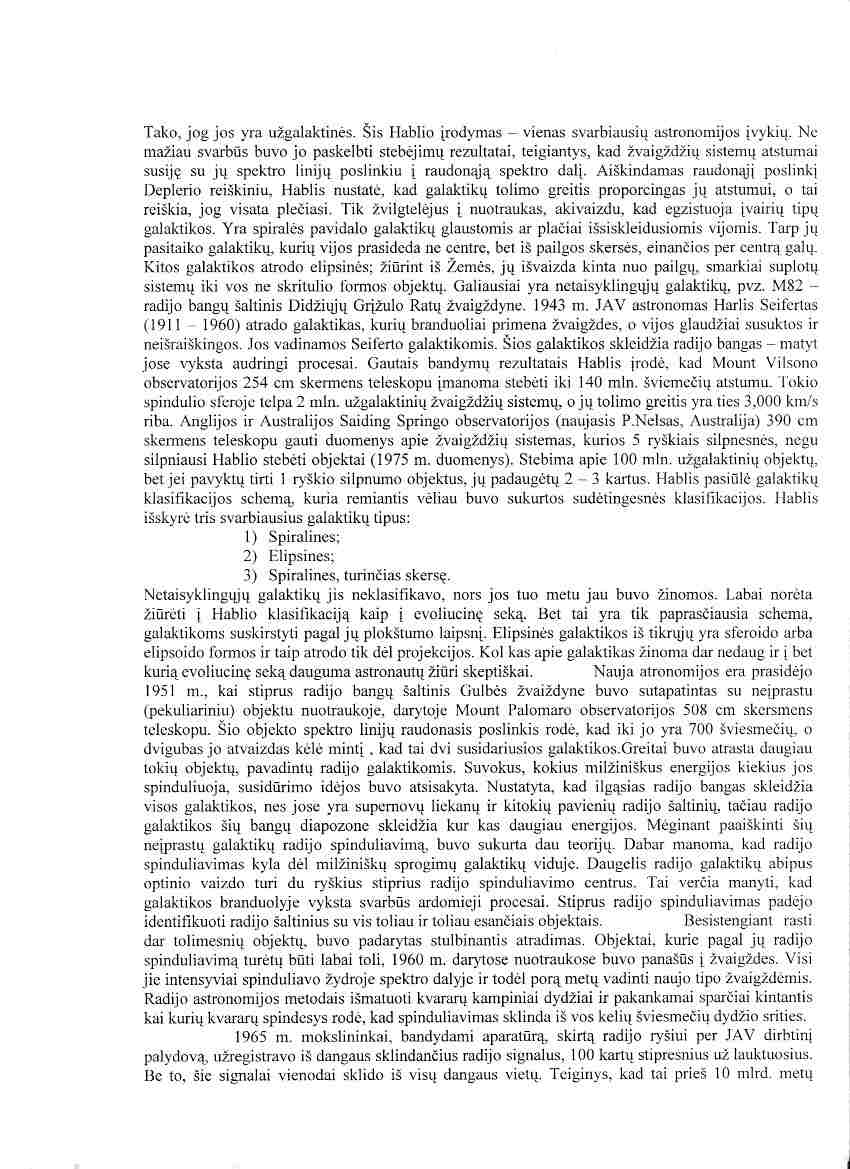 Tako, jog jos yra užgalaktinės. Šis Hablio įrodymas – vienas svarbiausių astronomijos įvykių. Ne
mažiau svarbūs buvo jo paskelbti stebėjimų rezultatai, teigiantys, kad žvaigždžių sistemų atstumai
susiję su jų spektro linijų poslinkiu į raudonąją spektro dalį. Aiškindamas raudonąjį poslinkį
Deplerio reiškiniu, Hablis nustatė, kad galaktikų tolimo greitis proporcingas jų atstumui, o tai
reiškia, jog visata plečiasi. Tik žvilgtelėjus į nuotraukas, akivaizdu, kad egzistuoja įvairių tipų
galaktikos. Yra spiralės pavidalo galaktikų glaustomis ar plačiai išsiskleidusiomis vijomis. Tarp jų
pasitaiko galaktikų, kurių vijos prasideda ne centre, bet iš pailgos skersės, einančios per centrą galų.
Kitos galaktikos atrodo elipsinės; žiūrint iš Žemės, jų išvaizda kinta nuo pailgų, smarkiai suplotų
sistemų iki vos ne skritulio formos objektų. Galiausiai yra netaisyklingųjų galaktikų, pvz. M82 –
radijo bangų šaltinis Didžiųjų Grįžulo Ratų žvaigždyne. 1943 m. JAV astronomas Harlis Seifertas
(1911 – 1960) atrado galaktikas, kurių branduoliai primena žvaigždes, o vijos glaudžiai susuktos ir
neišraiškingos. Jos vadinamos Seiferto galaktikomis. Šios galaktikos skleidžia radijo bangas – matyt
jose vyksta audringi procesai. Gautais bandymų rezultatais Hablis įrodė, kad Mount Vilsono
observatorijos 254 cm skermens teleskopu įmanoma stebėti iki 140 mln. šviemečių atstumu. Tokio
spindulio sferoje telpa 2 mln. užgalaktinių žvaigždžių sistemų, o jų tolimo greitis yra ties 3,000 km/s
riba. Anglijos ir Australijos Saiding Springo observatorijos (naujasis P.Nelsas, Australija) 390 cm
skermens teleskopu gauti duomenys apie žvaigždžių sistemas, kurios 5 ryškiais silpnesnės, negu
silpniausi Hablio stebėti objektai (1975 m. duomenys). Stebima apie 100 mln. užgalaktinių objektų,
bet jei pavyktų tirti 1 ryškio silpnumo objektus, jų padaugėtų 2 – 3 kartus. Hablis pasiūlė galaktikų
klasifikacijos schemą, kuria remiantis vėliau buvo sukurtos sudėtingesnės klasifikacijos. Hablis
išskyrė tris svarbiausius galaktikų tipus:
1) Spiralines;
2) Elipsines;
3) Spiralines, turinčias skersę.
Netaisyklingųjų galaktikų jis neklasifikavo, nors jos tuo metu jau buvo žinomos. Labai norėta
žiūrėti į Hablio klasifikaciją kaip į evoliucinę seką. Bet tai yra tik paprasčiausia schema,
galaktikoms suskirstyti pagal jų plokštumo laipsnį. Elipsinės galaktikos iš tikrųjų yra sferoido arba
elipsoido formos ir taip atrodo tik dėl projekcijos. Kol kas apie galaktikas žinoma dar nedaug ir į bet
kurią evoliucinę seką dauguma astronautų žiūri skeptiškai. Nauja atronomijos era prasidėjo
1951 m., kai stiprus radijo bangų šaltinis Gulbės žvaiždyne buvo sutapatintas su neįprastu
(pekuliariniu) objektu nuotraukoje, darytoje Mount Palomaro observatorijos 508 cm skersmens
teleskopu. Šio objekto spektro linijų raudonasis poslinkis rodė, kad iki jo yra 700 šviesmečių, o
dvigubas jo atvaizdas kėlė mintį , kad tai dvi susidariusios galaktikos.Greitai buvo atrasta daugiau
tokių objektų, pavadintų radijo galaktikomis. Suvokus, kokius milžiniškus energijos kiekius jos
spinduliuoja, susidūrimo idėjos buvo atsisakyta. Nustatyta, kad ilgąsias radijo bangas skleidžia
visos galaktikos, nes jose yra supernovų liekanų ir kitokių pavienių radijo šaltinių, tačiau radijo
galaktikos šių bangų diapozone skleidžia kur kas daugiau energijos. Mėginant paaiškinti šių
neįprastų galaktikų radijo spinduliavimą, buvo sukurta dau teorijų. Dabar manoma, kad radijo
spinduliavimas kyla dėl milžiniškų sprogimų galaktikų viduje. Daugelis radijo galaktikų abipus
optinio vaizdo turi du ryškius stiprius radijo spinduliavimo centrus. Tai verčia manyti, kad
galaktikos branduolyje vyksta svarbūs ardomieji procesai. Stiprus radijo spinduliavimas padėjo
identifikuoti radijo šaltinius su vis toliau ir toliau esančiais objektais. Besistengiant rasti
dar tolimesnių objektų, buvo padarytas stulbinantis atradimas. Objektai, kurie pagal jų radijo
spinduliavimą turėtų būti labai toli, 1960 m. darytose nuotraukose buvo panašūs į žvaigždes. Visi
jie intensyviai spinduliavo žydroje spektro dalyje ir todėl porą metų vadinti naujo tipo žvaigždėmis.
Radijo astronomijos metodais išmatuoti kvararų kampiniai dydžiai ir pakankamai sparčiai kintantis
kai kurių kvararų spindesys rodė, kad spinduliavimas sklinda iš vos kelių šviesmečių dydžio srities.
1965 m. mokslininkai, bandydami aparatūrą, skirtą radijo ryšiui per JAV dirbtinį
palydovą, užregistravo iš dangaus sklindančius radijo signalus, 100 kartų stipresnius už lauktuosius.
Be to, šie signalai vienodai sklido iš visų dangaus vietų. Teiginys, kad tai prieš 10 mlrd. metų